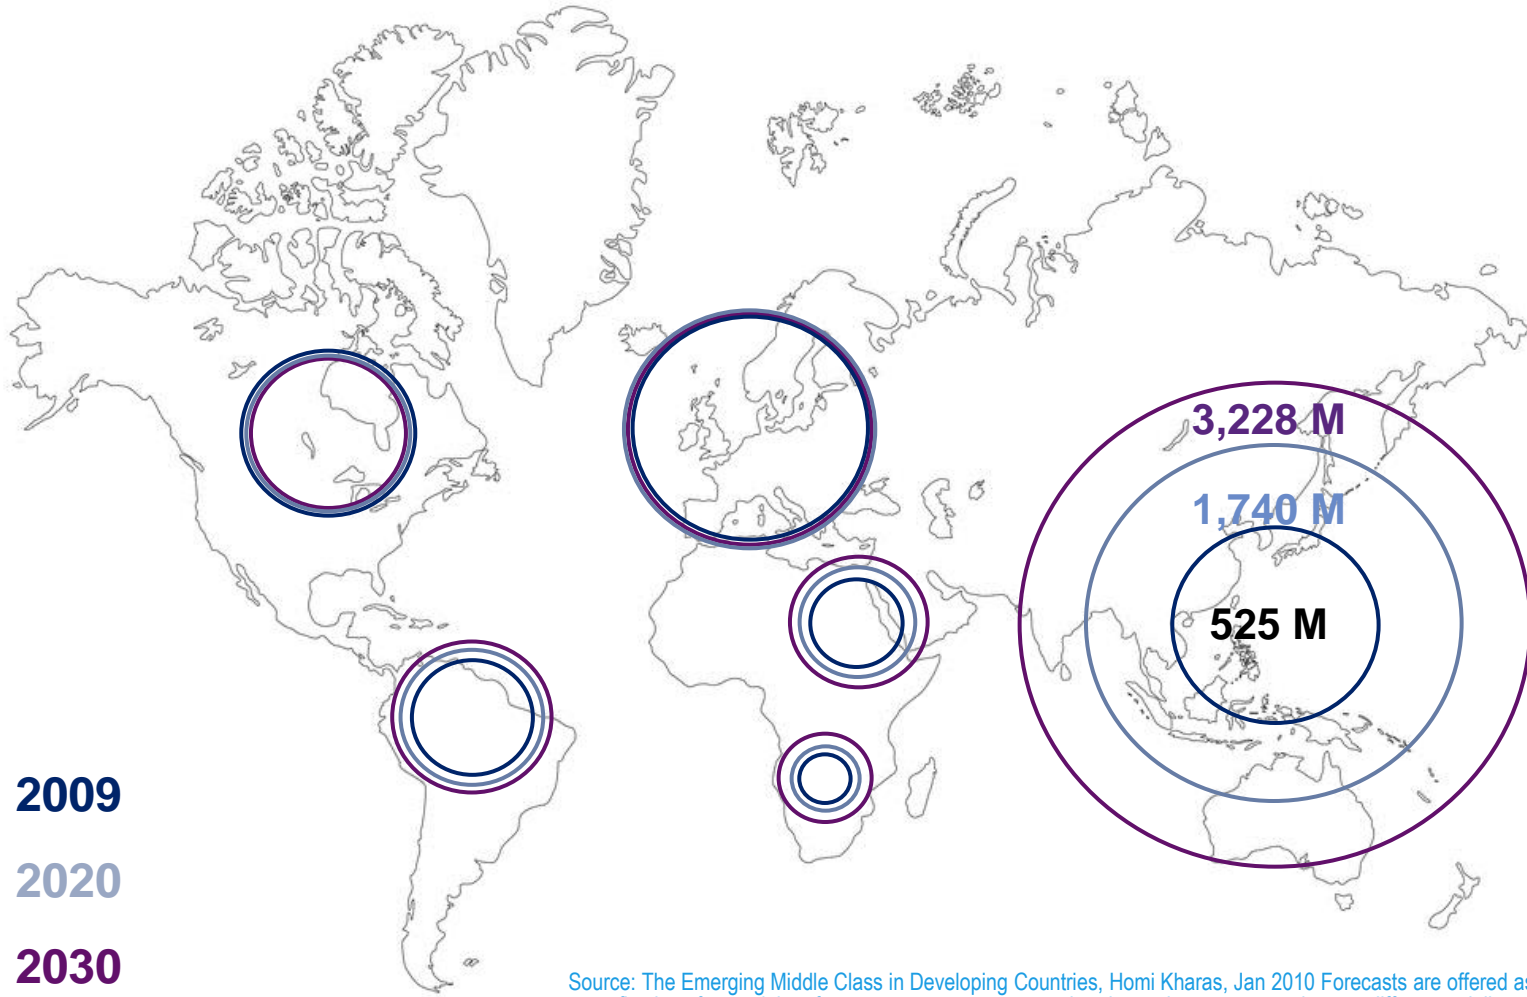 3,228 M
1,740 M
525 M
2009
2020
2030
Source: The Emerging Middle Class in Developing Countries, Homi Kharas, Jan 2010 Forecasts are offered as